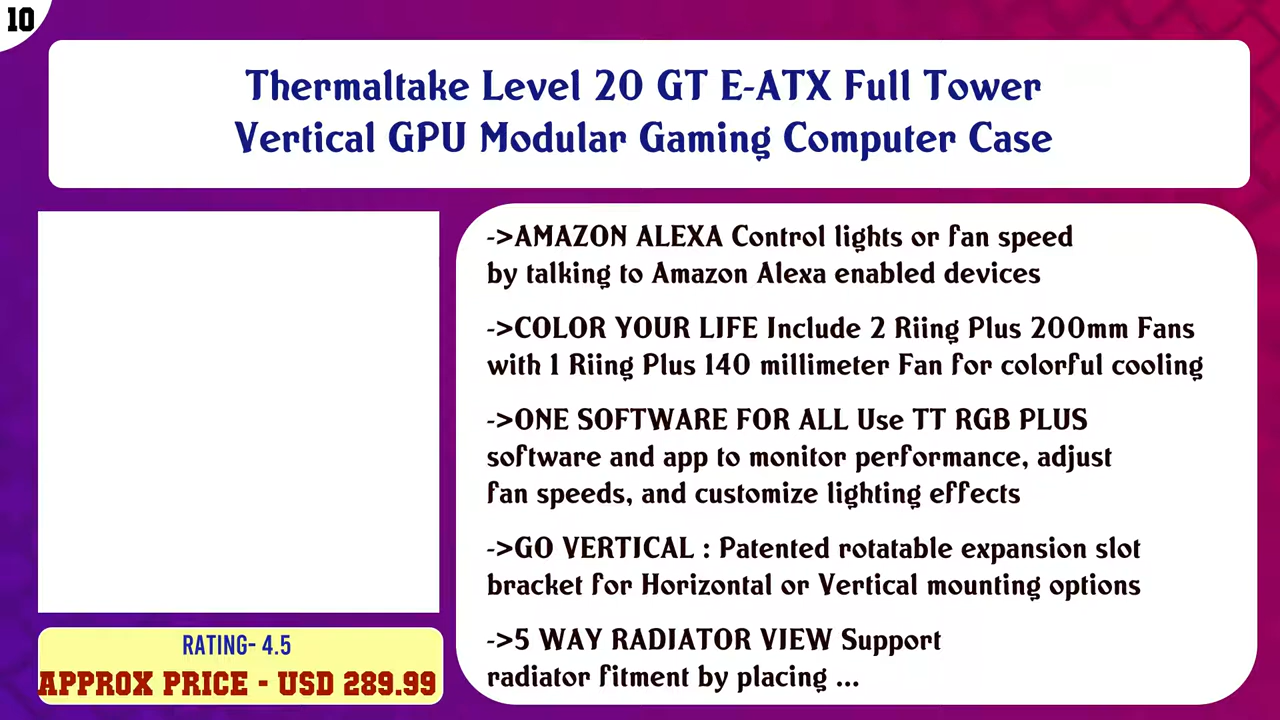 10
Thermaltake Level 20 GT E-ATX Full Tower
Vertical GPU Modular Gaming Computer Case
->AMAZON ALEXA Control lights or fan speed
by talking to Amazon Alexa enabled devices
->COLOR YOUR LIFE Include 2 Riing Plus 200mm Fans
with 1 Riing Plus 140 millimeter Fan for colorful cooling
->ONE SOFTWARE FOR ALL Use TT RGB PLUS
software and app to monitor performance, adjust
fan speeds, and customize lighting effects
->GO VERTICAL : Patented rotatable expansion slot
bracket for Horizontal or Vertical mounting options
->5 WAY RADIATOR VIEW Support
radiator fitment by placing ...
RATING- 4.5
APPROX PRICE - USD 289.99